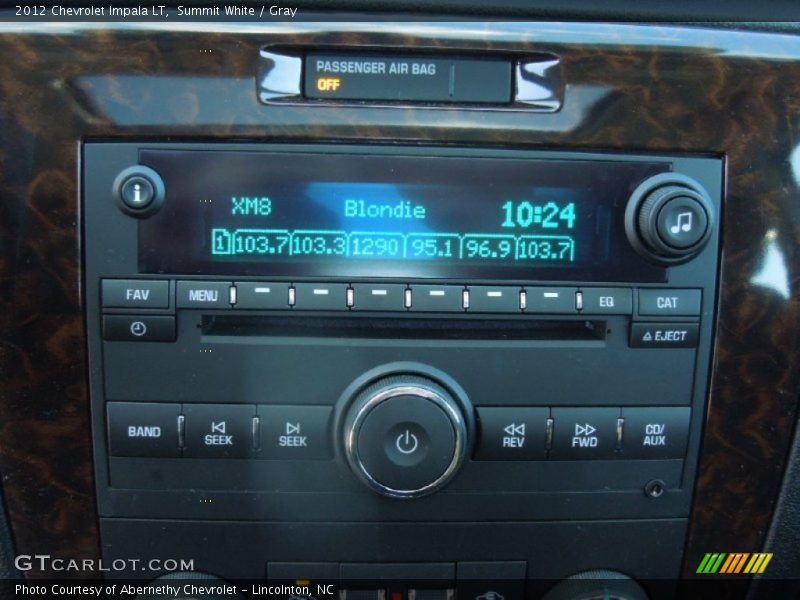 2012 Chevrolet Impala LT, Summit White / Gray
PASSENGER AIR BAG
OFF
i
XM8 Blondie 10:24
1 103.7 103.3 1290 95.1 96.9 103.7
FAV MENU EQ CAT
EJECT
BAND SEEK SEEK REV FWD CD/
AUX
GTCARLOT.COM
Photo Courtesy of Abernethy Chevrolet - Lincolnton, NC